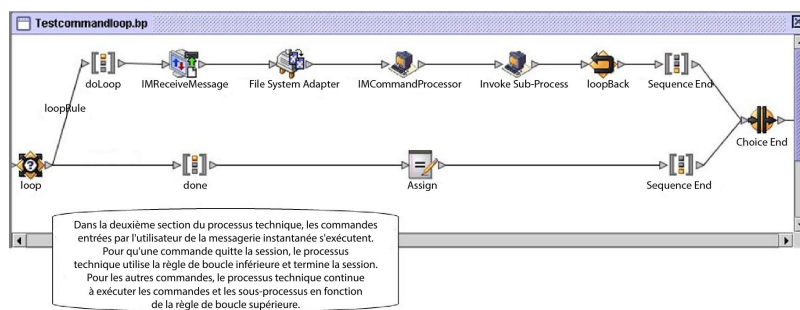 Testcommandloop.bp
doLoop
IMReceiveMessage
File System Adapter
IMCommandProcessor
Invoke Sub-Process
loopBack
Sequence End
loopRule
Choice End
loop
done
Assign
Sequence End
Dans la deuxième section du processus technique, les commandes
entrées par l'utilisateur de la messagerie instantanée s'exécutent.
Pour qu'une commande quitte la session, le processus
technique utilise la règle de boucle inférieure et termine la session.
Pour les autres commandes, le processus technique continue
à exécuter les commandes et les sous-processus en fonction
de la règle de boucle supérieure.